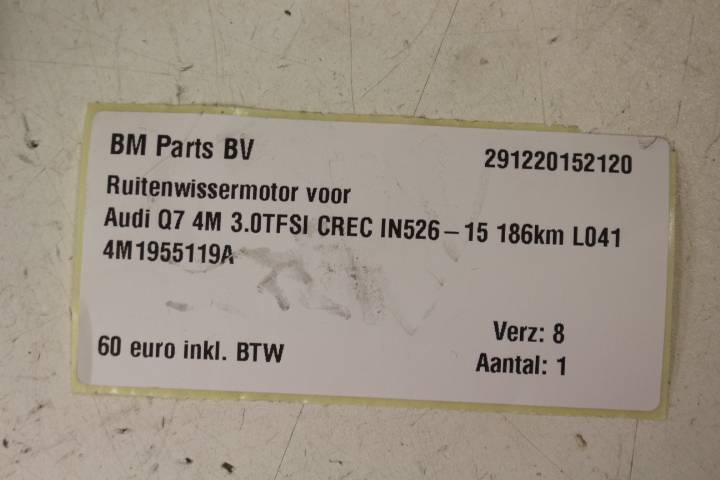 BM Parts BV
291220152120
Ruitenwissermotor voor
Audi Q7 4M 3.0TFSI CREC IN526-15 186km L041
4M1955119A
Verz: 8
60 euro inkl. BTW
Aantal: 1